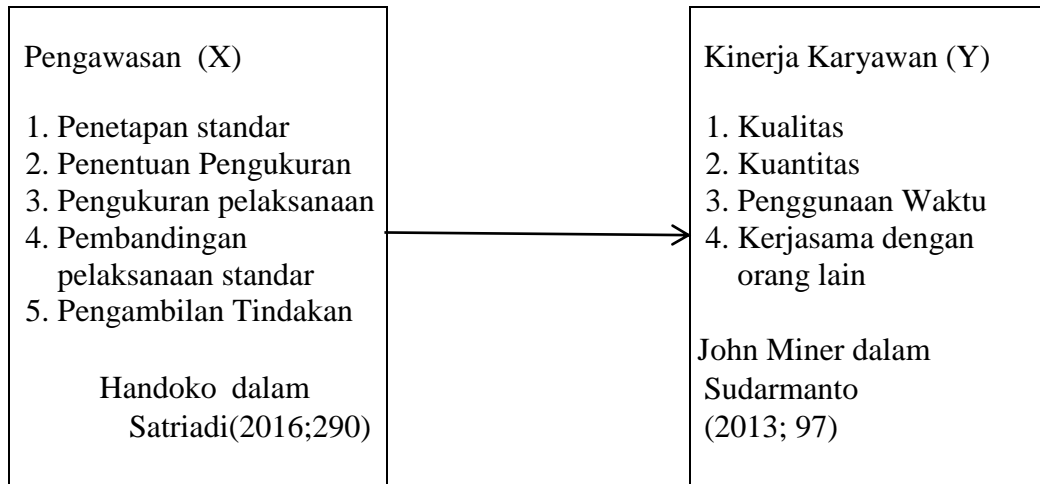 Pengawasan (X)
1. Penetapan standar
2. Penentuan Pengukuran
3. Pengukuran pelaksanaan
4. Pembandingan
pelaksanaan standar
5. Pengambilan Tindakan
Handoko dalam
Satriadi(2016;290)
Kinerja Karyawan (Y)
1. Kualitas
2. Kuantitas
3. Penggunaan Waktu
4. Kerjasama dengan
orang lain
John Miner dalam
Sudarmanto
(2013; 97)